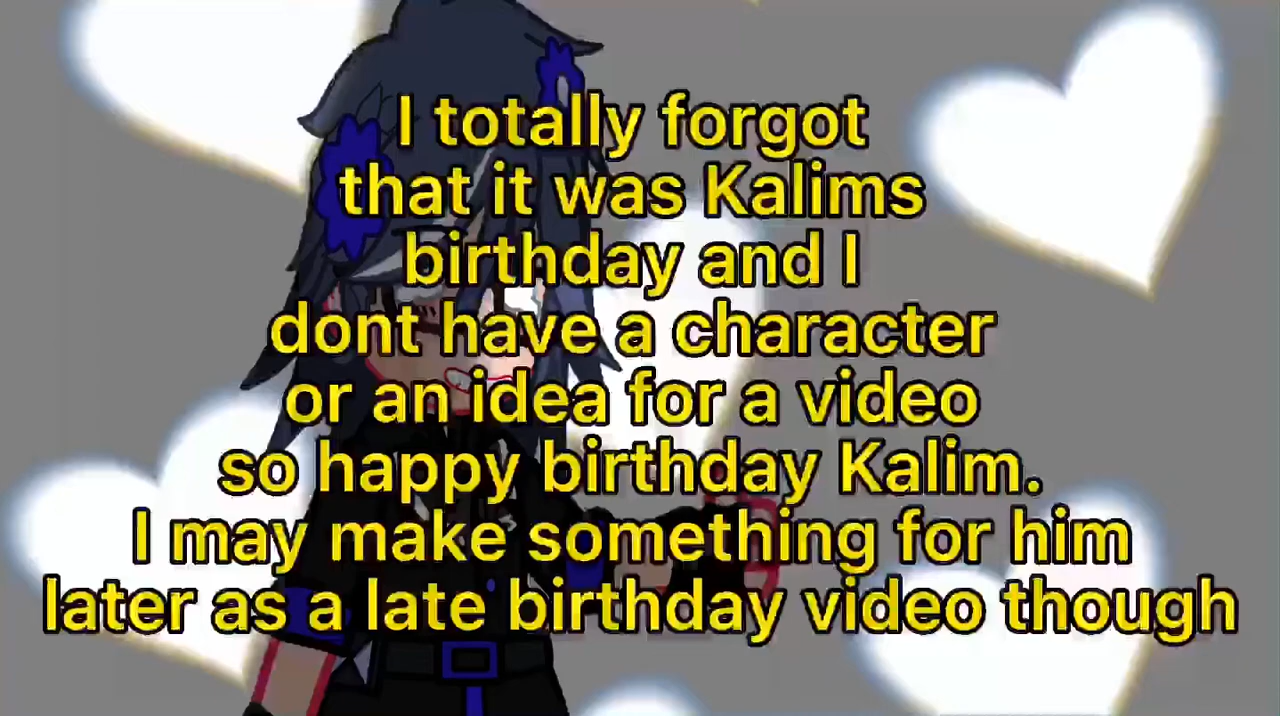 I totally forgot
that it was Kalims
birthday and I
dont have a character
or an idea for a video
so happy birthday Kalim.
I may make something for him
later as a late birthday video though